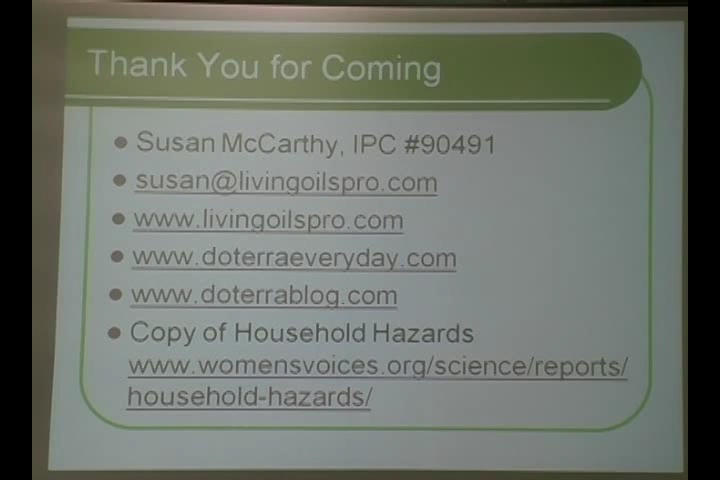 Thank You for Coming
Susan McCarthy, IPC #90491
susan@livingoilspro.com
www.livingoilspro.com
www.doterraeveryday.com
www.doterrablog.com
Copy of Household Hazards
www.womensvoices.org/science/reports/
household-hazards/